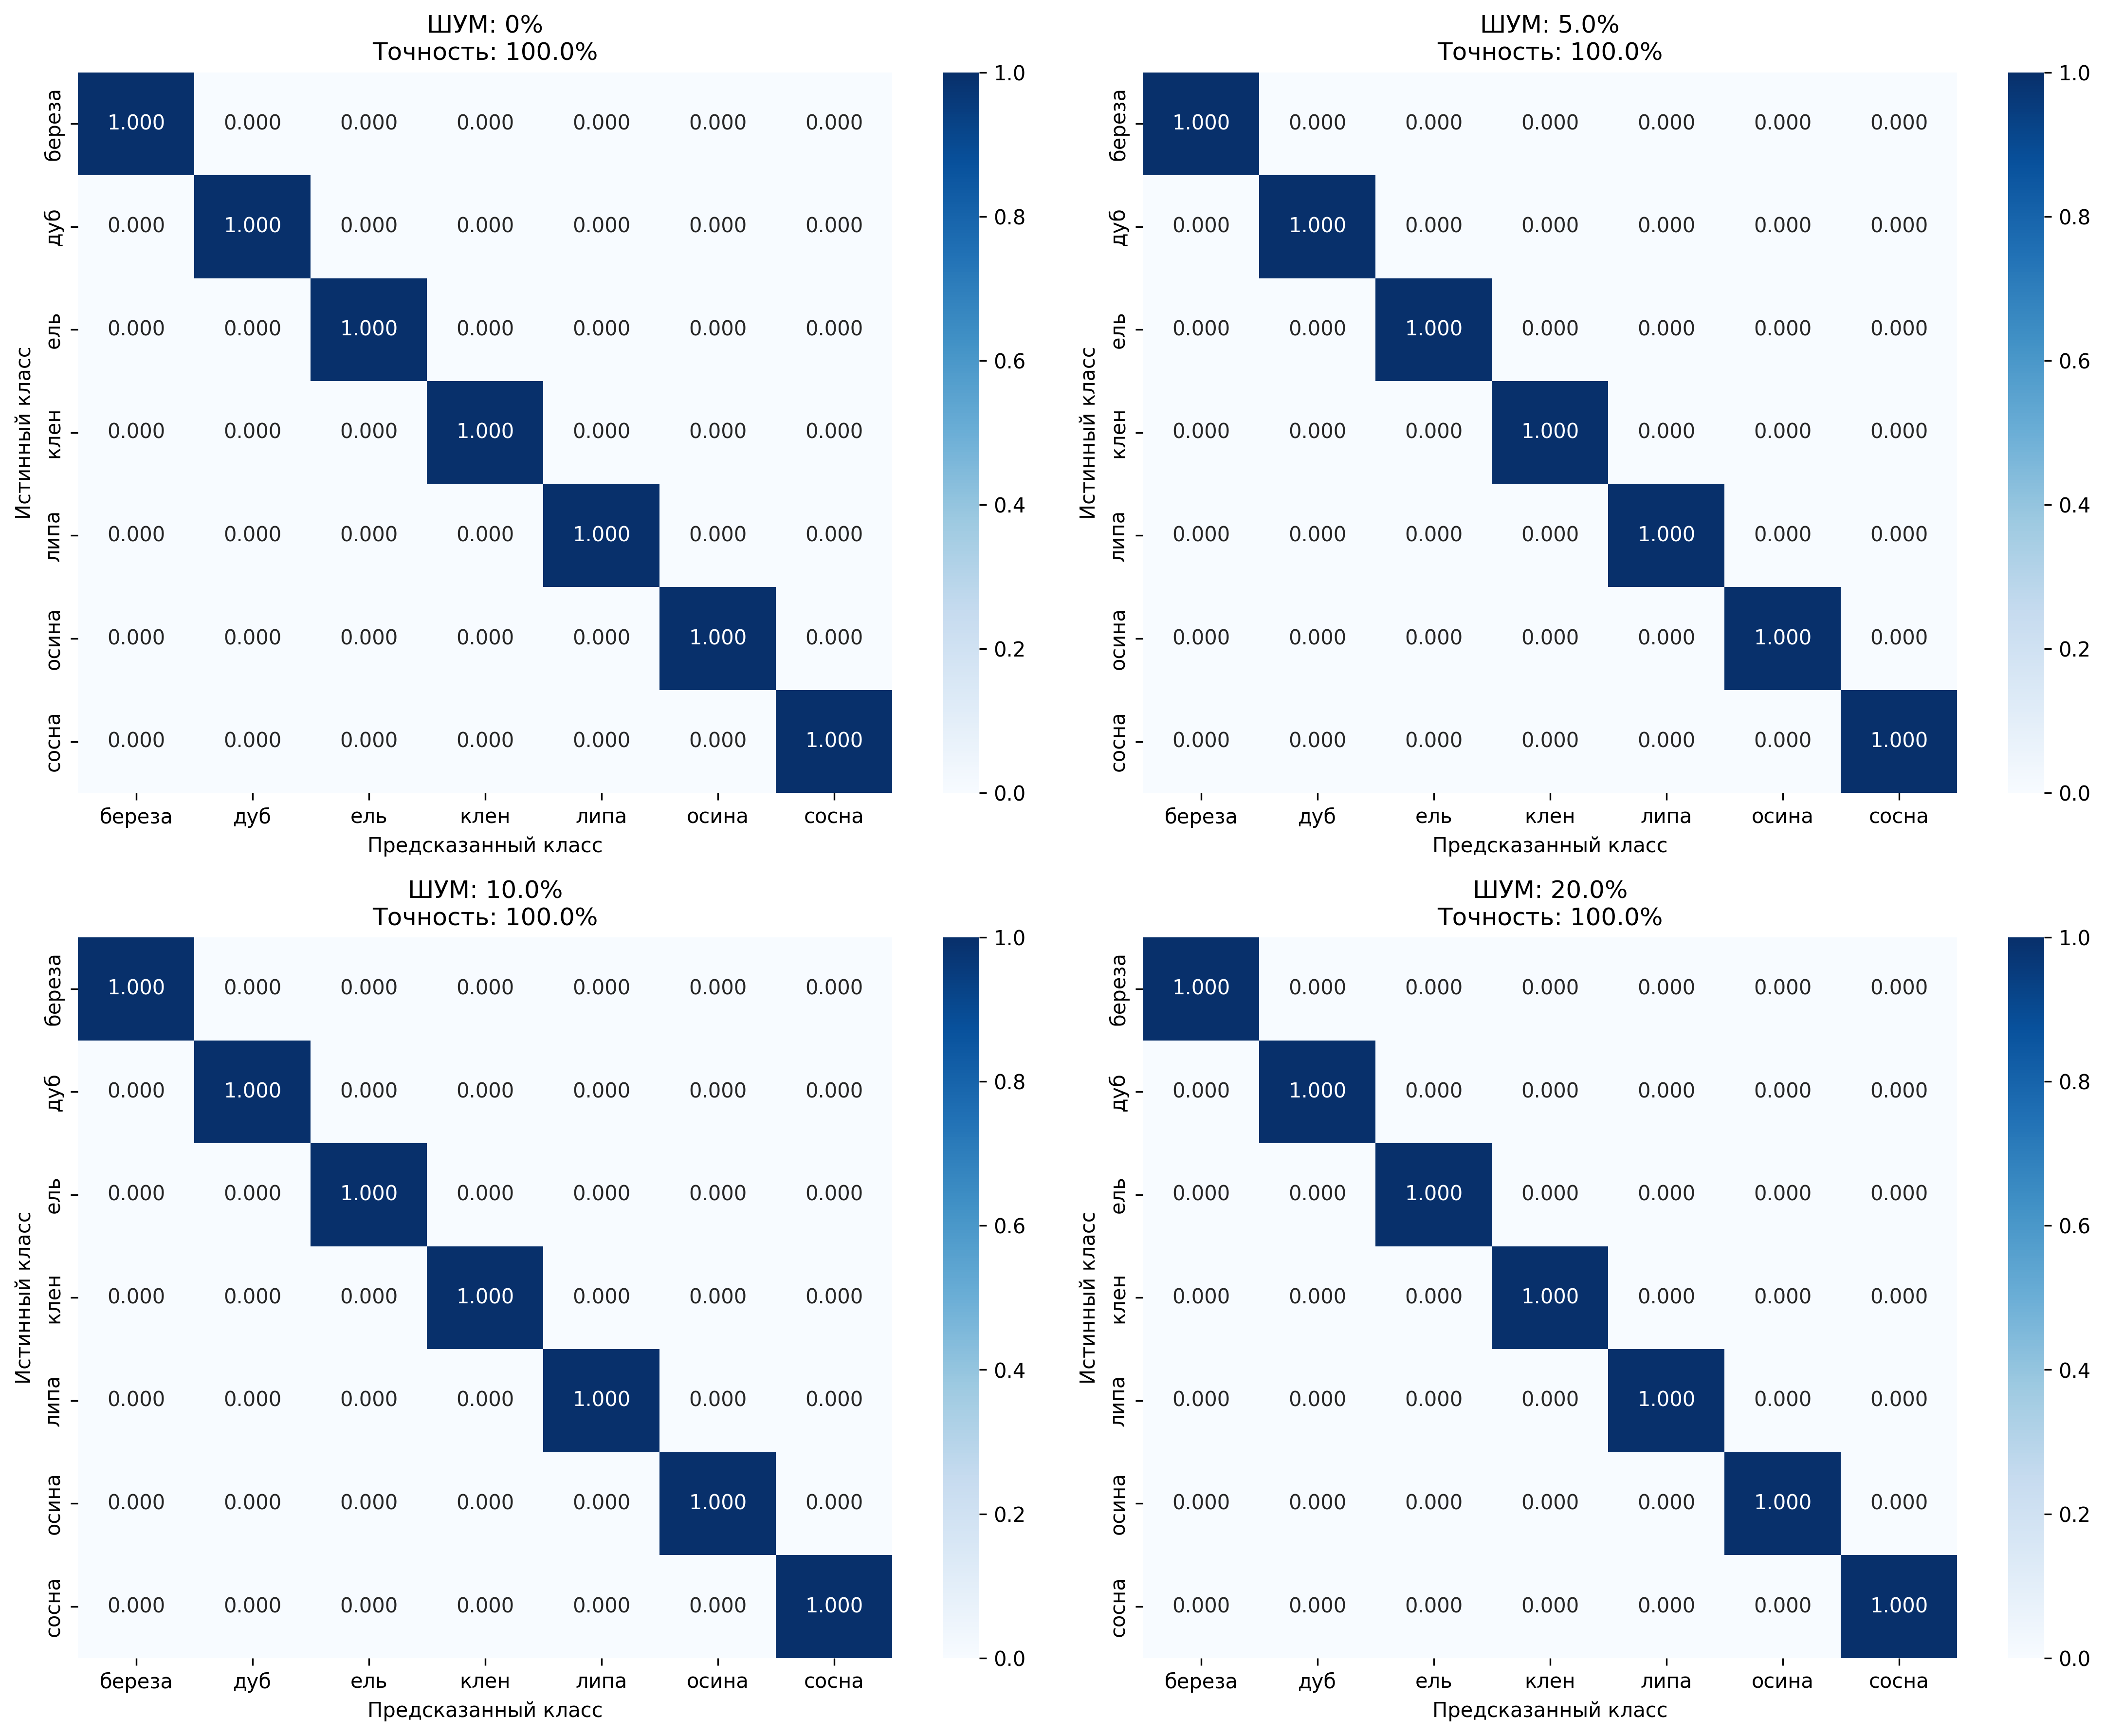 ШУМ: 0%
Точность: 100.0%
Истинный класс
береза 1.000 0.000 0.000 0.000 0.000 0.000 0.000
дуб 0.000 1.000 0.000 0.000 0.000 0.000 0.000
ель 0.000 0.000 1.000 0.000 0.000 0.000 0.000
клен 0.000 0.000 0.000 1.000 0.000 0.000 0.000
липа 0.000 0.000 0.000 0.000 1.000 0.000 0.000
осина 0.000 0.000 0.000 0.000 0.000 1.000 0.000
сосна 0.000 0.000 0.000 0.000 0.000 0.000 1.000
береза дуб ель клен липа осина сосна
Предсказанный класс
1.0
0.8
0.6
0.4
0.2
0.0
ШУМ: 5.0%
Точность: 100.0%
Истинный класс
береза 1.000 0.000 0.000 0.000 0.000 0.000 0.000
дуб 0.000 1.000 0.000 0.000 0.000 0.000 0.000
ель 0.000 0.000 1.000 0.000 0.000 0.000 0.000
клен 0.000 0.000 0.000 1.000 0.000 0.000 0.000
липа 0.000 0.000 0.000 0.000 1.000 0.000 0.000
осина 0.000 0.000 0.000 0.000 0.000 1.000 0.000
сосна 0.000 0.000 0.000 0.000 0.000 0.000 1.000
береза дуб ель клен липа осина сосна
Предсказанный класс
1.0
0.8
0.6
0.4
0.2
0.0
ШУМ: 10.0%
Точность: 100.0%
Истинный класс
береза 1.000 0.000 0.000 0.000 0.000 0.000 0.000
дуб 0.000 1.000 0.000 0.000 0.000 0.000 0.000
ель 0.000 0.000 1.000 0.000 0.000 0.000 0.000
клен 0.000 0.000 0.000 1.000 0.000 0.000 0.000
липа 0.000 0.000 0.000 0.000 1.000 0.000 0.000
осина 0.000 0.000 0.000 0.000 0.000 1.000 0.000
сосна 0.000 0.000 0.000 0.000 0.000 0.000 1.000
береза дуб ель клен липа осина сосна
Предсказанный класс
1.0
0.8
0.6
0.4
0.2
0.0
ШУМ: 20.0%
Точность: 100.0%
Истинный класс
береза 1.000 0.000 0.000 0.000 0.000 0.000 0.000
дуб 0.000 1.000 0.000 0.000 0.000 0.000 0.000
ель 0.000 0.000 1.000 0.000 0.000 0.000 0.000
клен 0.000 0.000 0.000 1.000 0.000 0.000 0.000
липа 0.000 0.000 0.000 0.000 1.000 0.000 0.000
осина 0.000 0.000 0.000 0.000 0.000 1.000 0.000
сосна 0.000 0.000 0.000 0.000 0.000 0.000 1.000
береза дуб ель клен липа осина сосна
Предсказанный класс
1.0
0.8
0.6
0.4
0.2
0.0